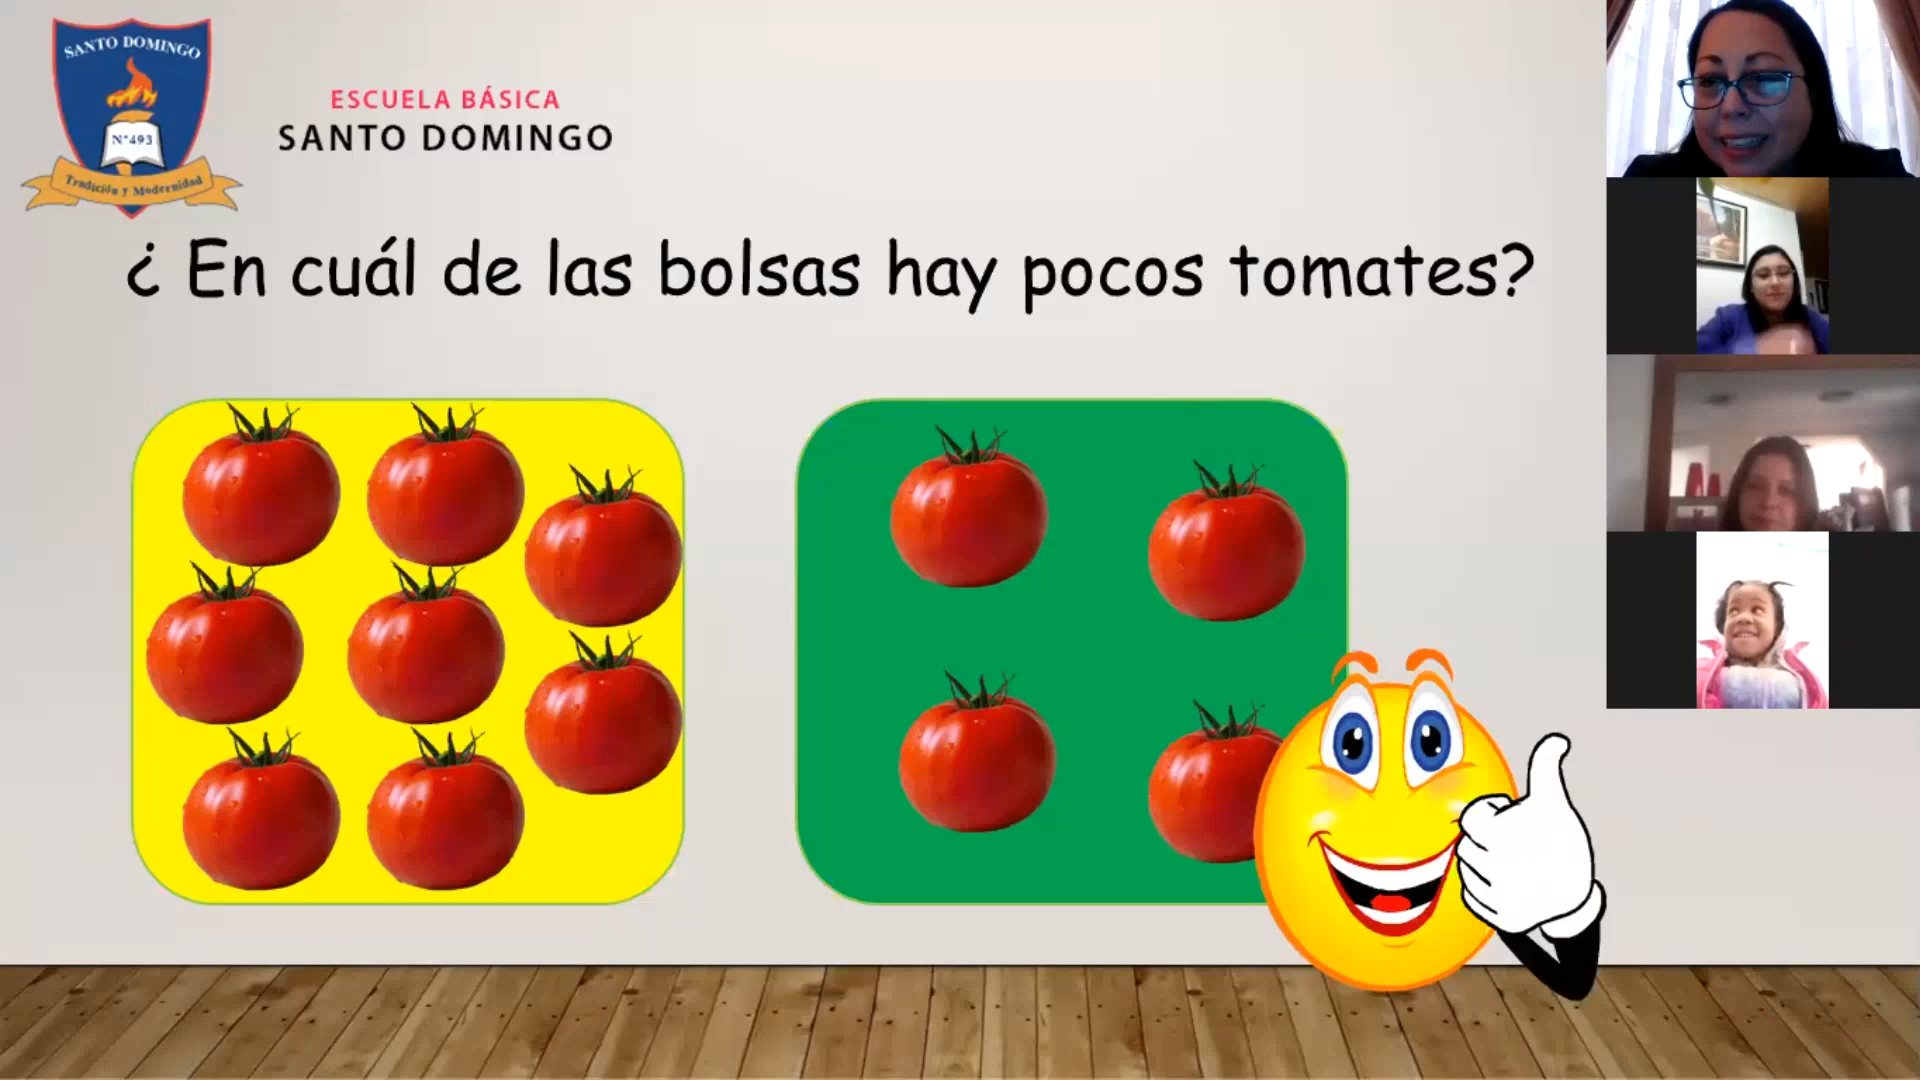 SANTO DOMINGO
N°493
Tradición y Modernidad
ESCUELA BÁSICA
SANTO DOMINGO
¿ En cuál de las bolsas hay pocos tomates?